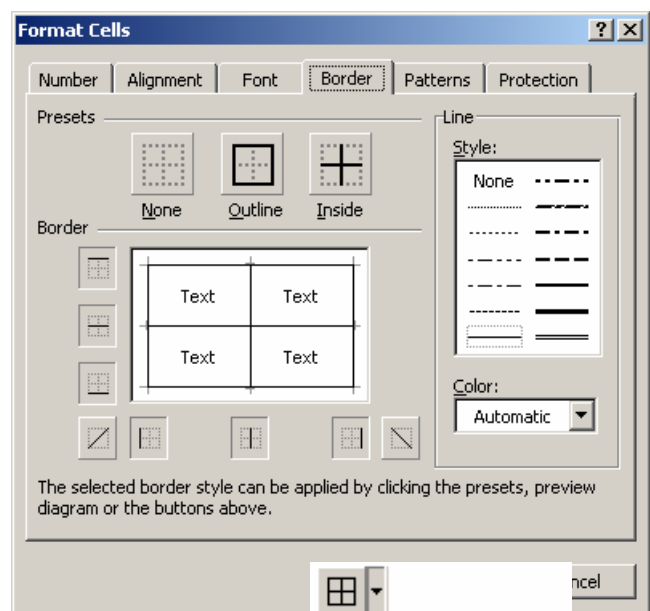 Format Cells
Number Alignment Font Border Patterns Protection
Presets
None Outline Inside
Line
Style:
None
Border
Text Text
Text Text
Color:
Automatic
The selected border style can be applied by clicking the presets, preview
diagram or the buttons above.
ncel